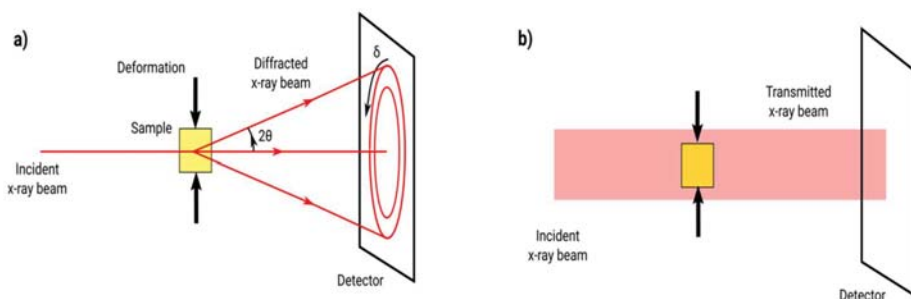 a)
Deformation
Sample
Incident
x-ray beam
Diffracted
x-ray beam
2θ
δ
Detector
b)
Transmitted
x-ray beam
Incident
x-ray beam
Detector